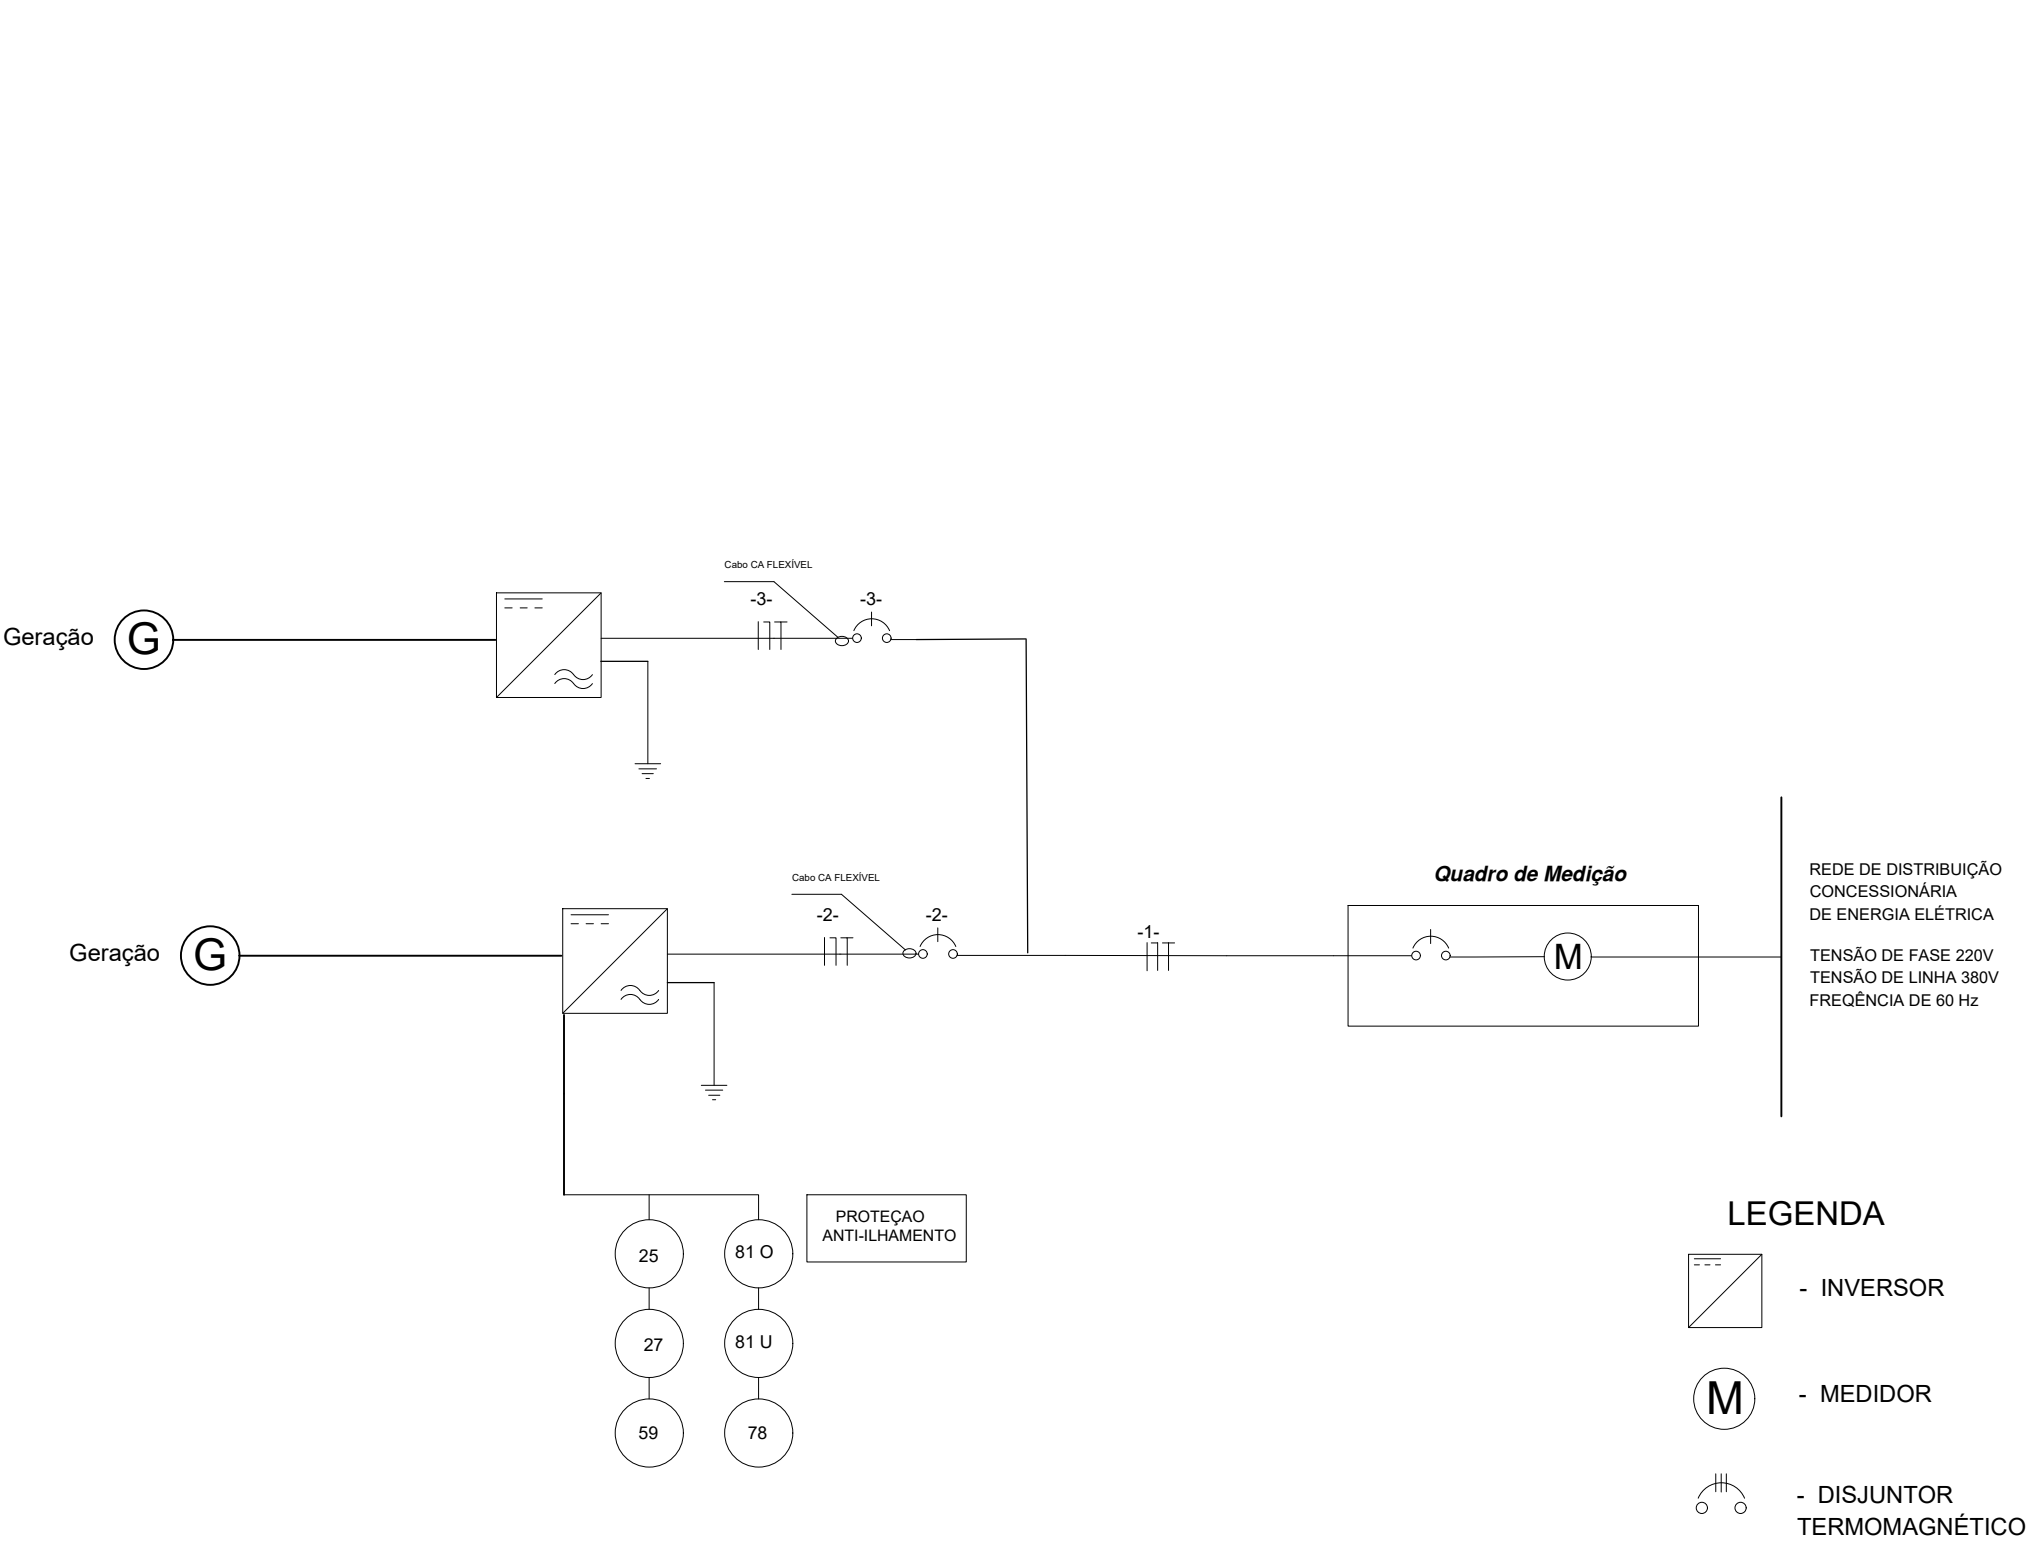 Cabo CA FLEXÍVEL
-3-
-3-
Geração
G
Cabo CA FLEXÍVEL
-2-
-2-
Geração
G
-1-
Quadro de Medição
M
REDE DE DISTRIBUIÇÃO
CONCESSIONÁRIA
DE ENERGIA ELÉTRICA
TENSÃO DE FASE 220V
TENSÃO DE LINHA 380V
FREQÊNCIA DE 60 Hz
25
27
59
81 O
81 U
78
PROTEÇAO
ANTI-ILHAMENTO
LEGENDA
- INVERSOR
M
- MEDIDOR
- DISJUNTOR
TERMOMAGNÉTICO